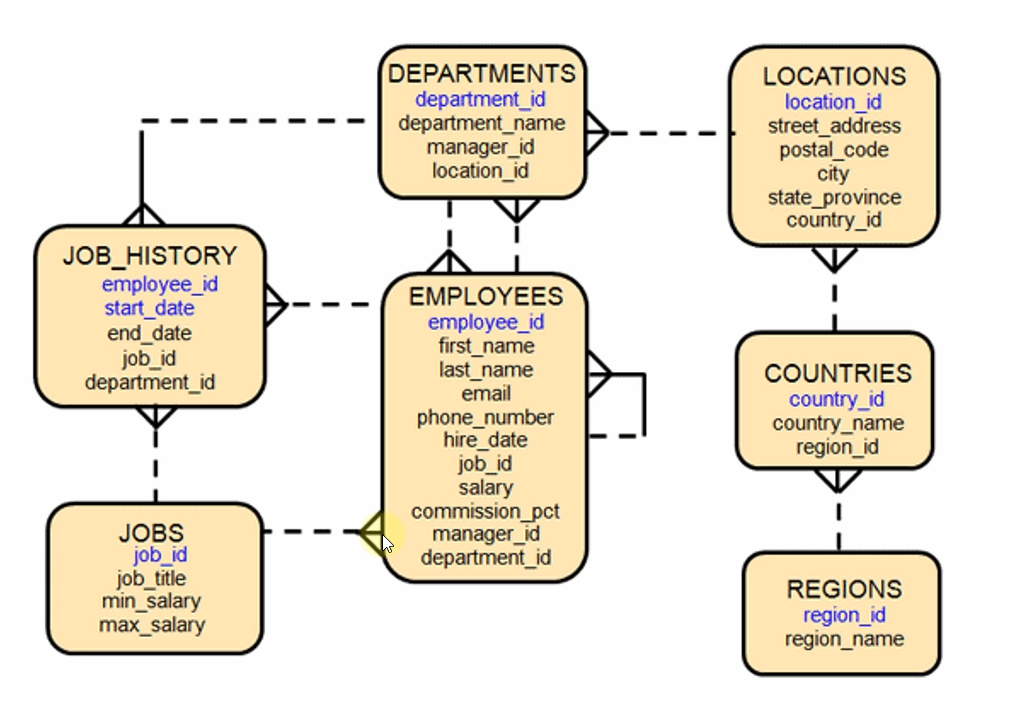 DEPARTMENTS
department_id
department_name
manager_id
location_id
LOCATIONS
location_id
street_address
postal_code
city
state_province
country_id
JOB_HISTORY
employee_id
start_date
end_date
job_id
department_id
EMPLOYEES
employee_id
first_name
last_name
email
phone_number
hire_date
job_id
salary
commission_pct
manager_id
department_id
COUNTRIES
country_id
country_name
region_id
JOBS
job_id
job_title
min_salary
max_salary
REGIONS
region_id
region_name